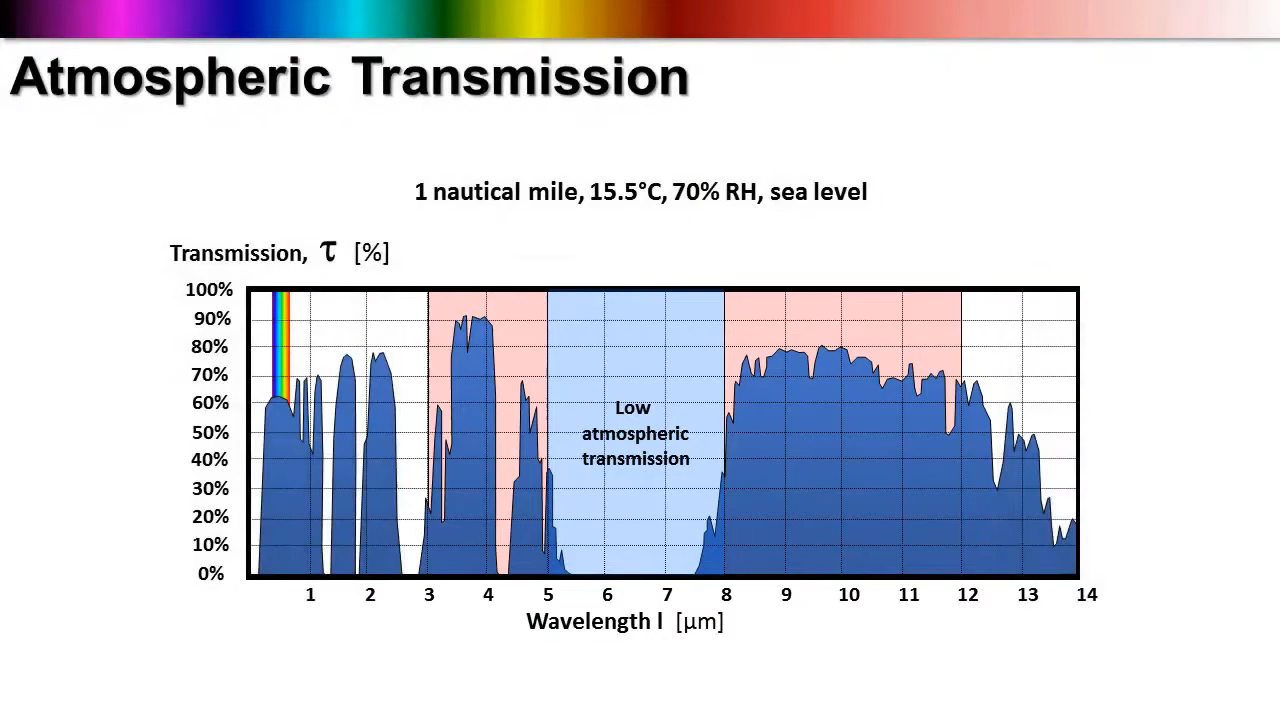 Atmospheric Transmission
1 nautical mile, 15.5°C, 70% RH, sea level
Transmission, τ [%]
100%
90%
80%
70%
60%
50%
40%
30%
20%
10%
0%
Low
atmospheric
transmission
1 2 3 4 5 6 7 8 9 10 11 12 13 14
Wavelength l [µm]